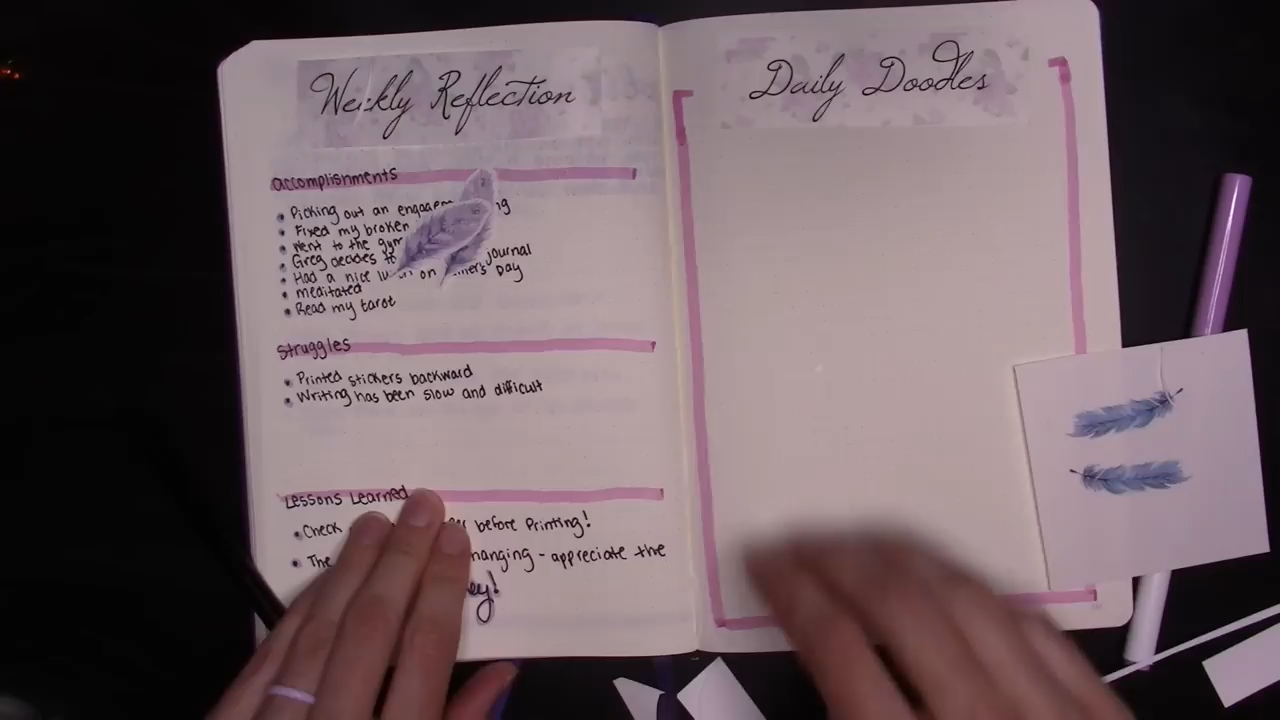 Weekly Reflection
accomplishments
• Picking out an
• Fixed my broken
• Went to the gym
• Greg decides to journal
• Had a nice on Day
• meditated
• Read my tarot
Struggles
• Printed stickers backward
• Writing has been slow and difficult
Lessons Learned
• Check before Printing!
• The - appreciate the
Daily Doodles